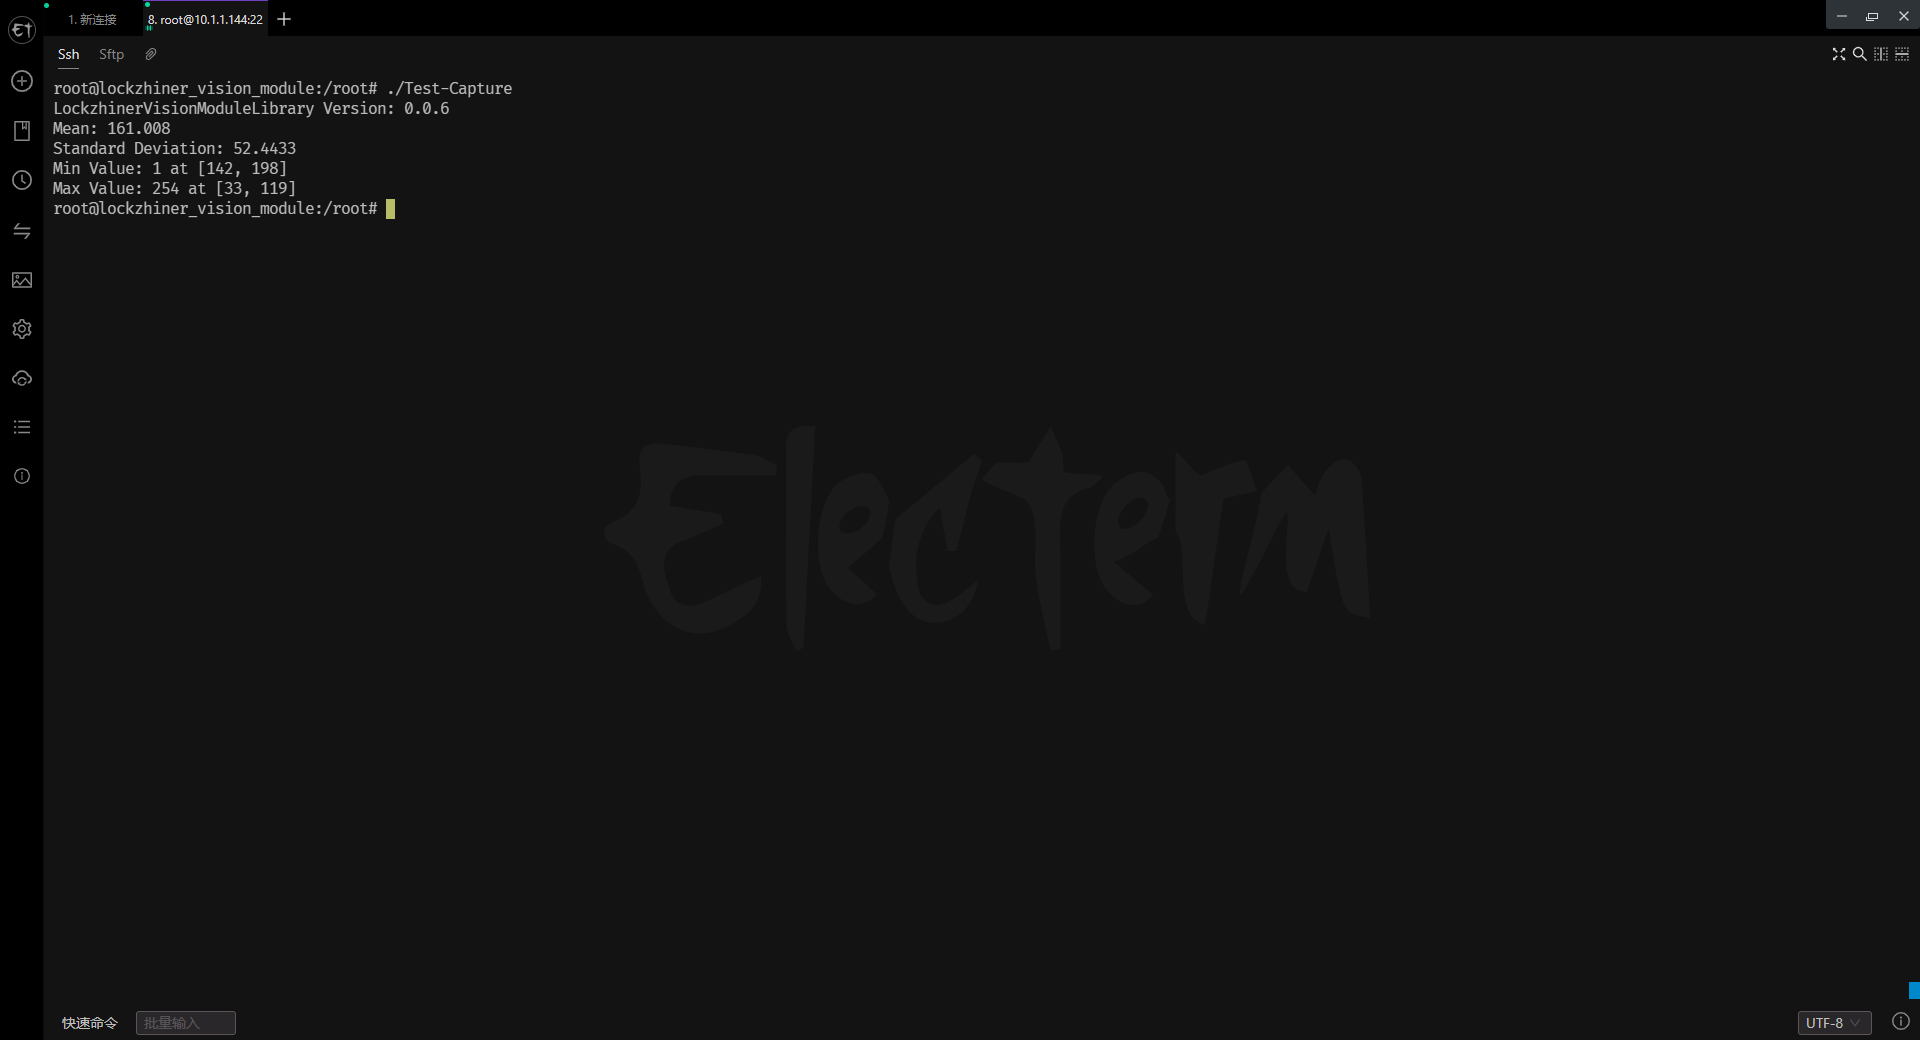 1. 新连接
8. root@10.1.1.144:22
Ssh Sftp
root@lockzhiner_vision_module:/root# ./Test-Capture
LockzhinerVisionModuleLibrary Version: 0.0.6
Mean: 161.008
Standard Deviation: 52.4433
Min Value: 1 at [142, 198]
Max Value: 254 at [33, 119]
root@lockzhiner_vision_module:/root#
Electerm
快速命令 批量输入 UTF-8